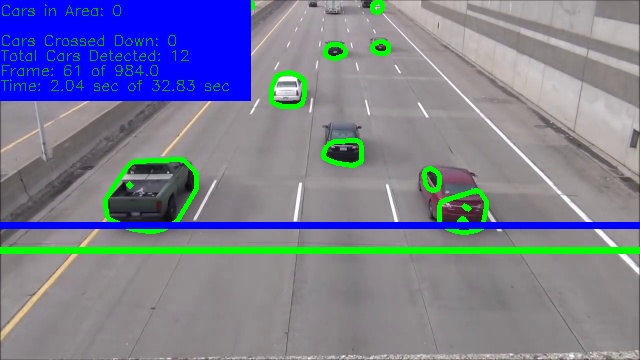 Cars in Area: 0
Cars Crossed Down: 0
Total Cars Detected: 12
Frame: 61 of 984.0
Time: 2.04 sec of 32.83 sec